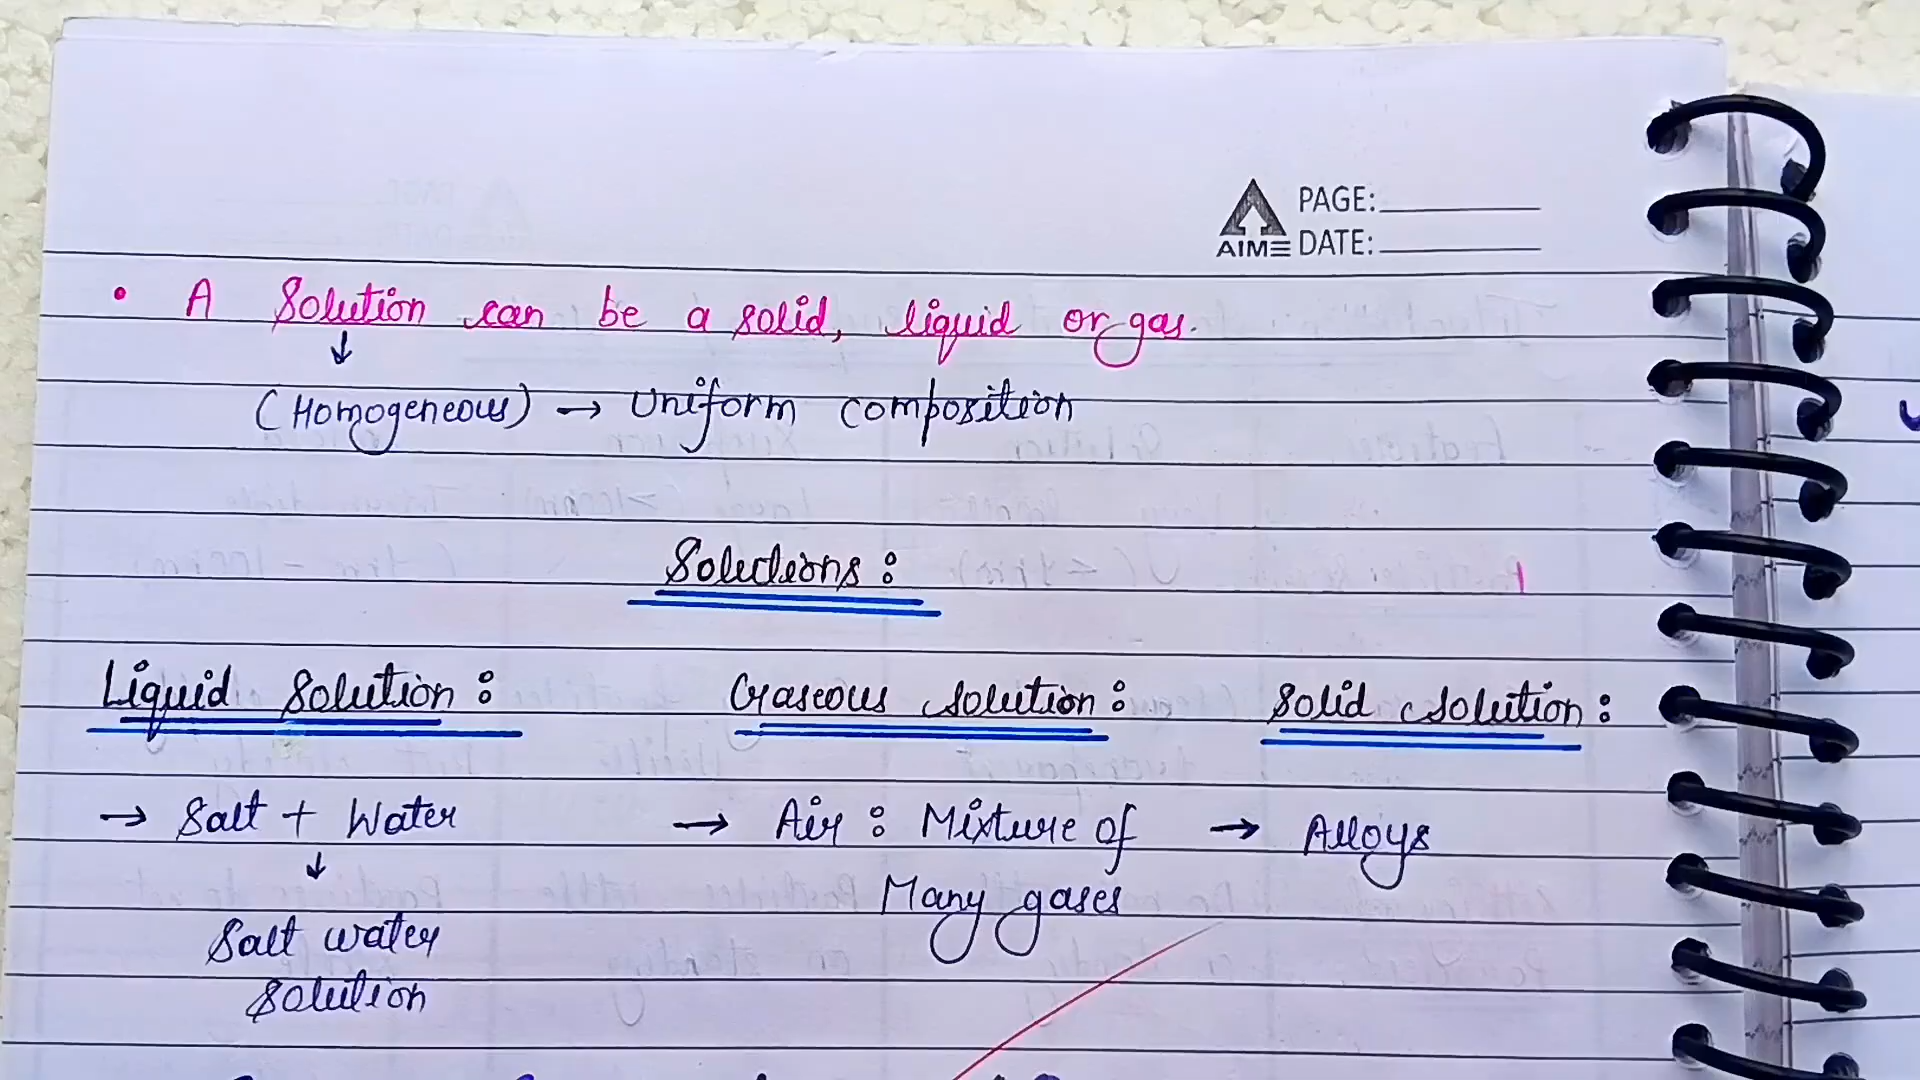 PAGE:
AIM DATE:
• A Solution can be a solid, liquid or gas.
↓
(Homogeneous) → Uniform composition
Solutions :
Liquid Solution : Gaseous solution : Solid solution :
→ Salt + Water → Air : Mixture of → Alloys
↓ Many gases
Salt water
Solution